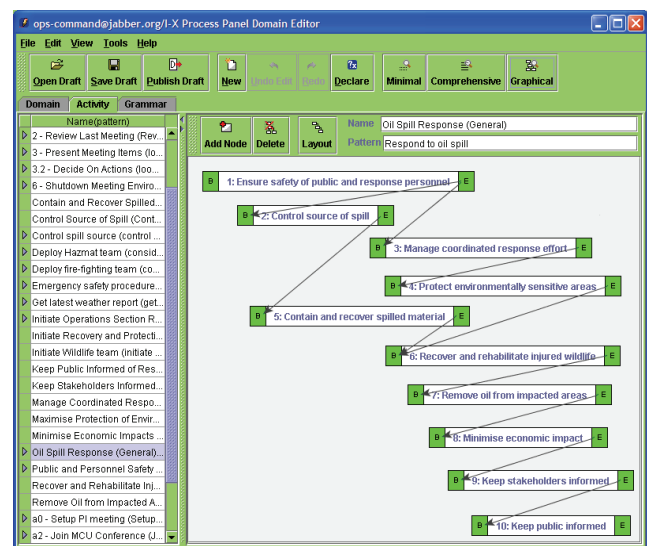 ops-command@jabber.org/I-X Process Panel Domain Editor
File Edit View Tools Help
Open Draft Save Draft Publish Draft New Undo Edit Redo Declare Minimal Comprehensive Graphical
Domain Activity Grammar
Name(pattern)
2 - Review Last Meeting (Rev...
3 - Present Meeting Items (lo...
3.2 - Decide On Actions (loo...
6 - Shutdown Meeting Enviro...
Contain and Recover Spilled...
Control Source of Spill (Cont...
Control spill source (control ...
Deploy Hazmat team (consid...
Deploy fire-fighting team (co...
Emergency safety procedure...
Get latest weather report (get...
Initiate Operations Section R...
Initiate Recovery and Protecti...
Initiate Wildlife team (initiate ...
Keep Public Informed of Res...
Keep Stakeholders Informed...
Manage Coordinated Respo...
Maximise Protection of Envir...
Minimise Economic Impacts ...
Oil Spill Response (General)...
Public and Personnel Safety ...
Recover and Rehabilitate Inj...
Remove Oil from Impacted A...
a0 - Setup PI meeting (Setup...
a2 - Join MCU Conference (J...
Add Node Delete Layout
Name Oil Spill Response (General)
Pattern Respond to oil spill
B 1: Ensure safety of public and response personnel E
B 2: Control source of spill E
B 3: Manage coordinated response effort E
B 4: Protect environmentally sensitive areas E
B 5: Contain and recover spilled material E
B 6: Recover and rehabilitate injured wildlife E
B 7: Remove oil from impacted areas E
B 8: Minimise economic impact E
B 9: Keep stakeholders informed E
B 10: Keep public informed E